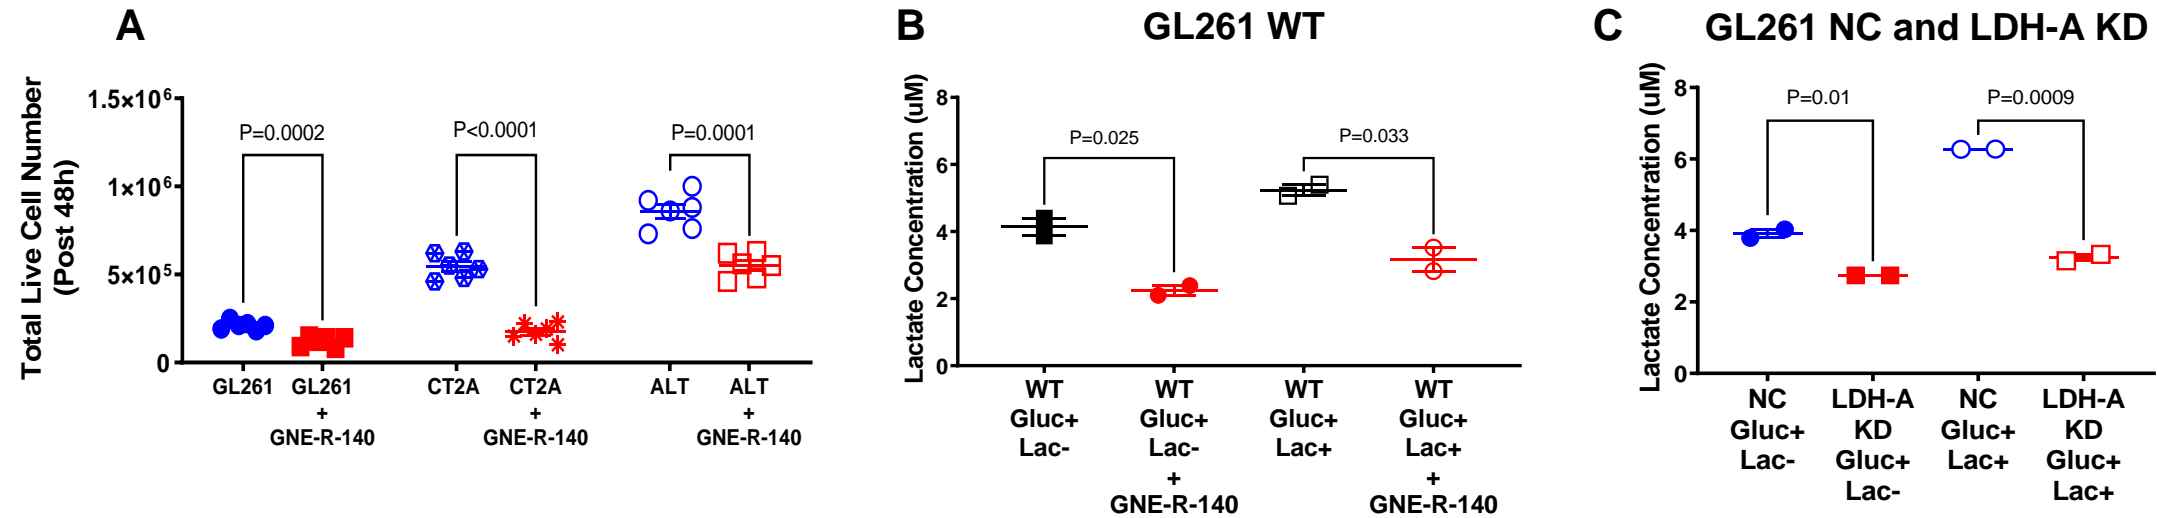 A
Total Live Cell Number
(Post 48h)
1.5×10⁶
1×10⁶
5×10⁵
0
P=0.0002
P<0.0001
P=0.0001
GL261
GL261
+
GNE-R-140
CT2A
CT2A
+
GNE-R-140
ALT
ALT
+
GNE-R-140
B
GL261 WT
Lactate Concentration (uM)
8
6
4
2
0
P=0.025
P=0.033
WT
Gluc+
Lac-
WT
Gluc+
Lac-
+
GNE-R-140
WT
Gluc+
Lac+
WT
Gluc+
Lac+
+
GNE-R-140
C
GL261 NC and LDH-A KD
Lactate Concentration (uM)
8
6
4
2
0
P=0.01
P=0.0009
NC
Gluc+
Lac-
LDH-A
KD
Gluc+
Lac-
NC
Gluc+
Lac+
LDH-A
KD
Gluc+
Lac+